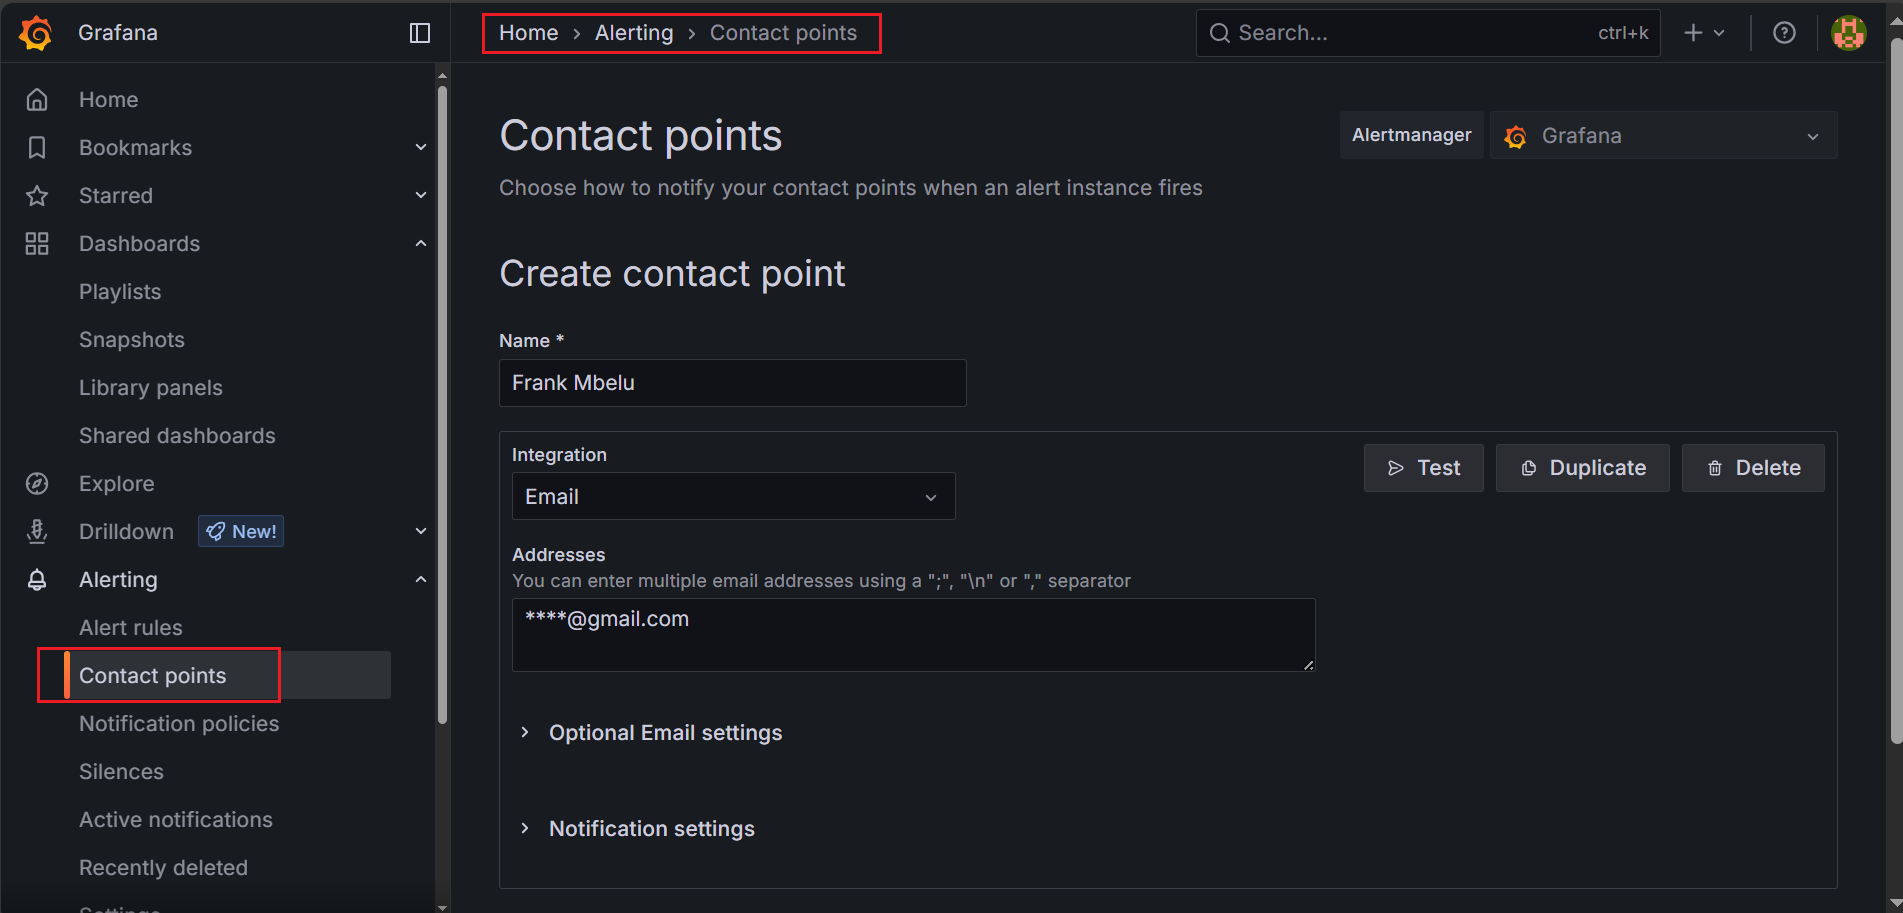 Grafana
Home › Alerting › Contact points
Search...
ctrl+k
Home
Bookmarks
Starred
Dashboards
Playlists
Snapshots
Library panels
Shared dashboards
Explore
Drilldown
New!
Alerting
Alert rules
Contact points
Notification policies
Silences
Active notifications
Recently deleted
Settings
Contact points
Alertmanager
Grafana
Choose how to notify your contact points when an alert instance fires
Create contact point
Name *
Frank Mbelu
Integration
Email
Test
Duplicate
Delete
Addresses
You can enter multiple email addresses using a ";", "\n" or "," separator
****@gmail.com
Optional Email settings
Notification settings